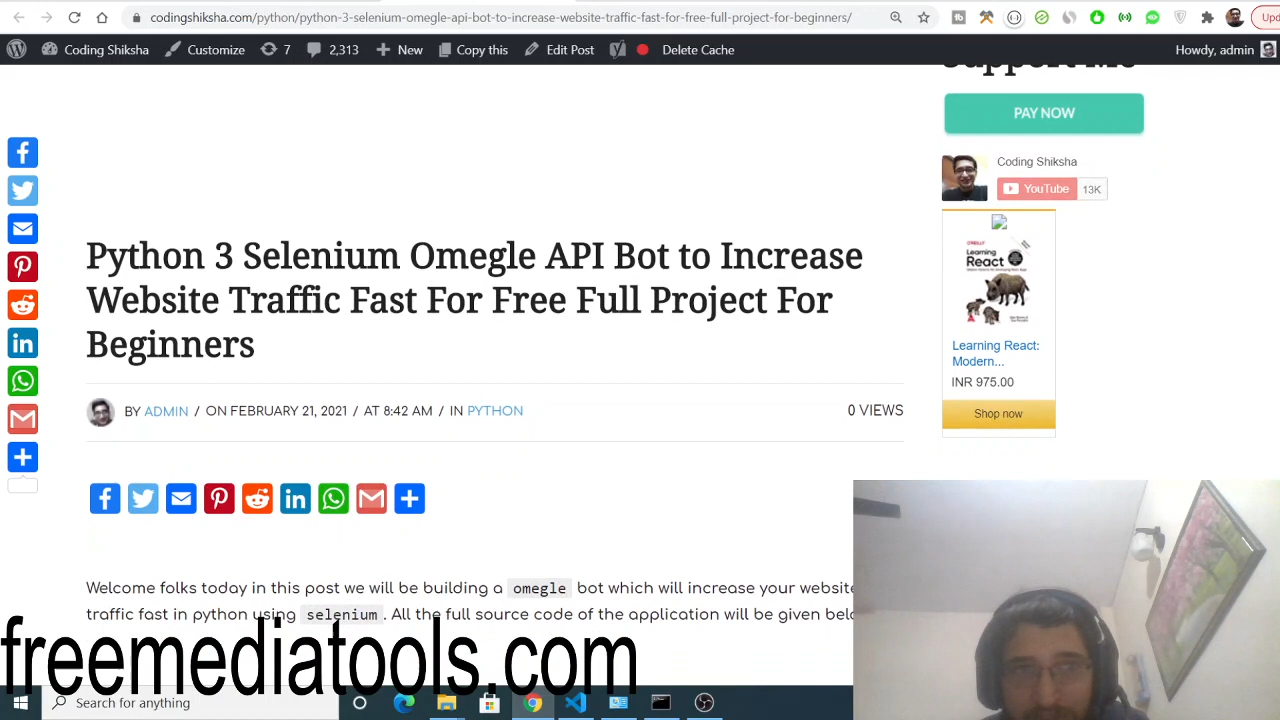 codingshiksha.com/python/python-3-selenium-omegle-api-bot-to-increase-website-traffic-fast-for-free-full-project-for-beginners/
Coding Shiksha
Customize
7
2,313
New
Copy this
Edit Post
Delete Cache
Howdy, admin
Support Me
PAY NOW
Coding Shiksha
YouTube
13K
O'REILLY
Learning
React
Learning React:
Modern...
INR 975.00
Shop now
Python 3 Selenium Omegle API Bot to Increase
Website Traffic Fast For Free Full Project For
Beginners
BY ADMIN / ON FEBRUARY 21, 2021 / AT 8:42 AM / IN PYTHON
0 VIEWS
Welcome folks today in this post we will be building a omegle bot which will increase your website
traffic fast in python using selenium. All the full source code of the application will be given
freemediatools.com
Search for anything